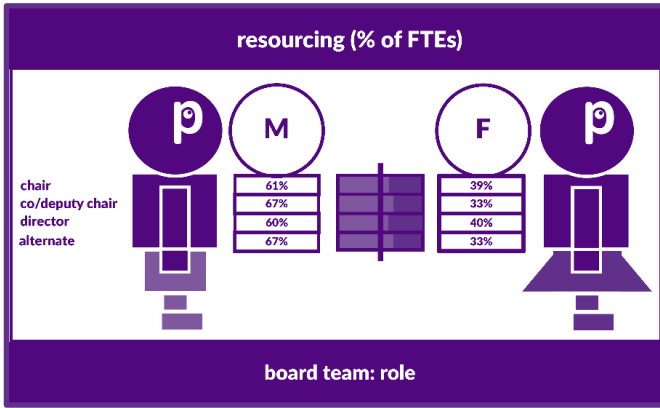 resourcing (% of FTEs)
p M F p
chair 61% 39%
co/deputy chair 67% 33%
director 60% 40%
alternate 67% 33%
board team: role